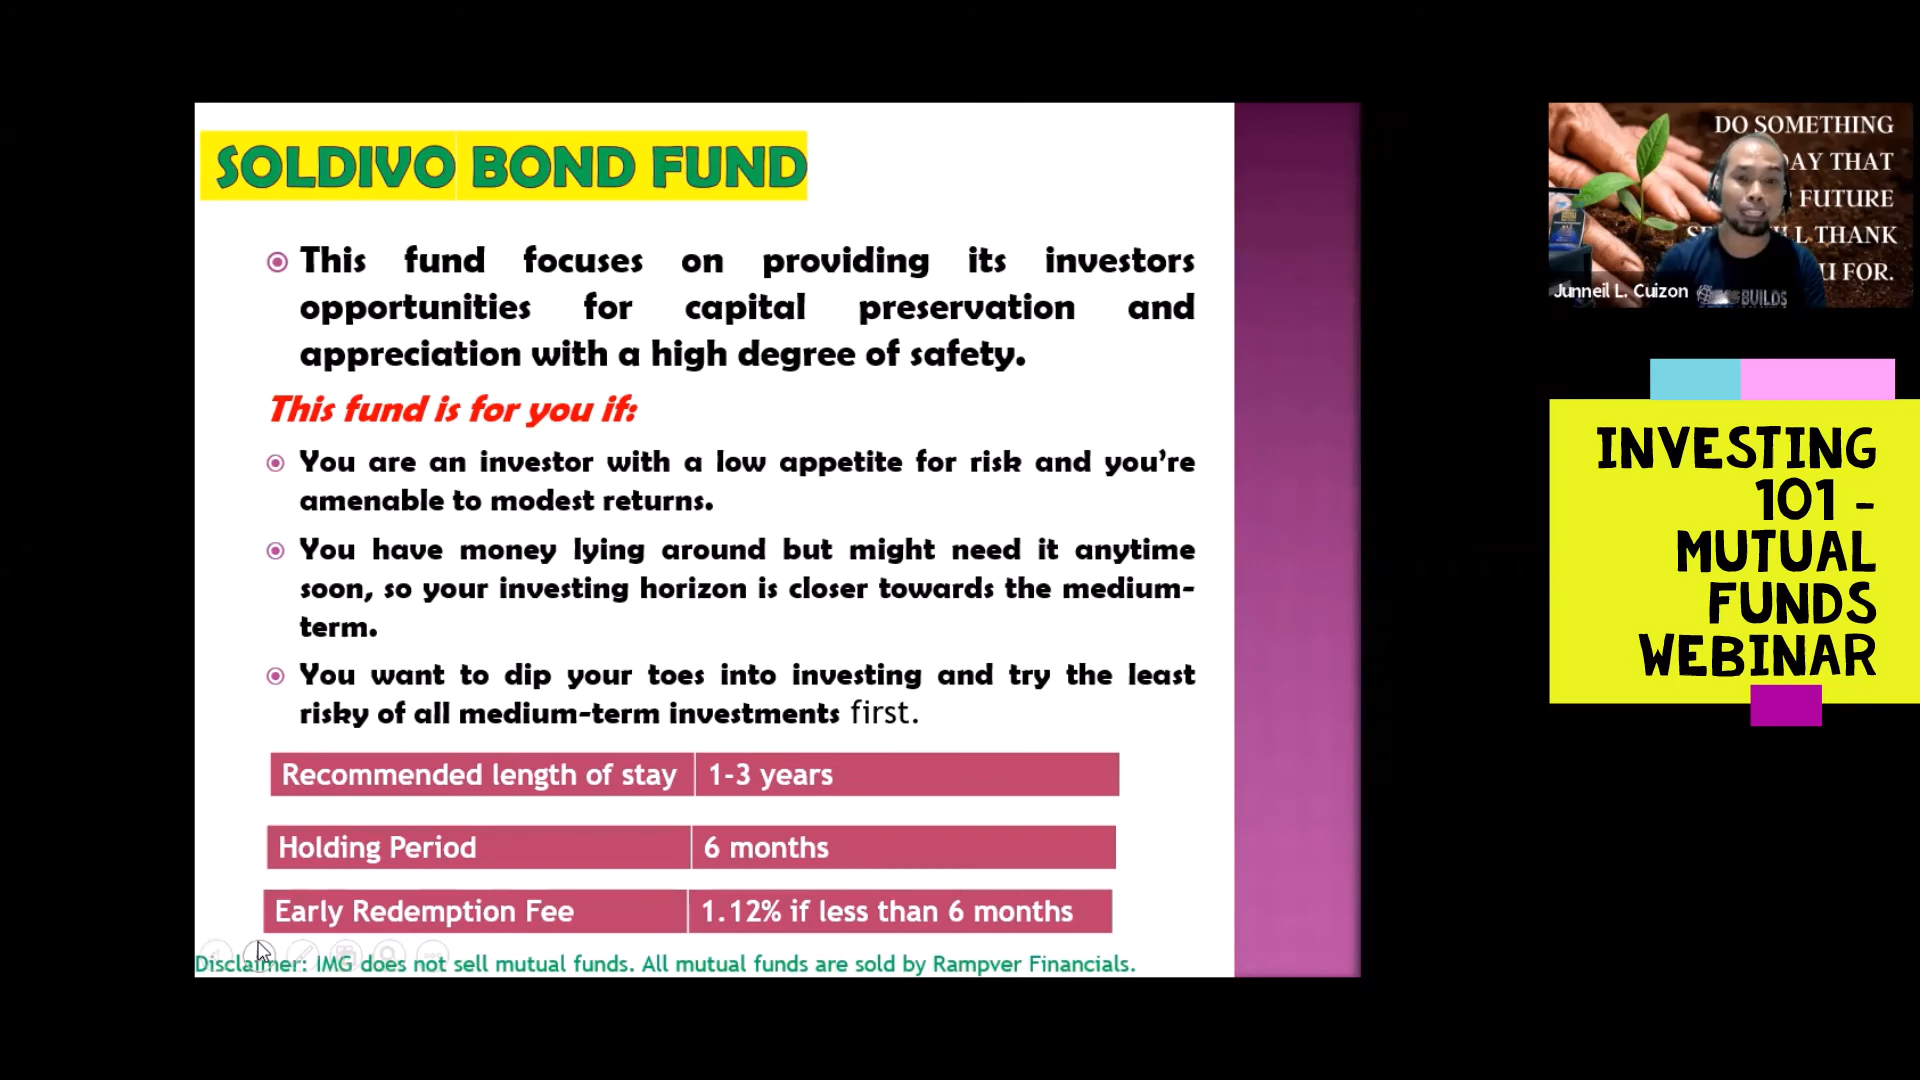 SOLDIVO BOND FUND
This fund focuses on providing its investors
opportunities for capital preservation and
appreciation with a high degree of safety.
This fund is for you if:
You are an investor with a low appetite for risk and you're
amenable to modest returns.
You have money lying around but might need it anytime
soon, so your investing horizon is closer towards the medium-
term.
You want to dip your toes into investing and try the least
risky of all medium-term investments first.
Recommended length of stay 1-3 years
Holding Period 6 months
Early Redemption Fee 1.12% if less than 6 months
Disclaimer: IMG does not sell mutual funds. All mutual funds are sold by Rampver Financials.
DO SOMETHING
DAY THAT
FUTURE
THANK
FOR.
Junneil L. Cuizon
BUILDS
INVESTING
101 -
MUTUAL
FUNDS
WEBINAR